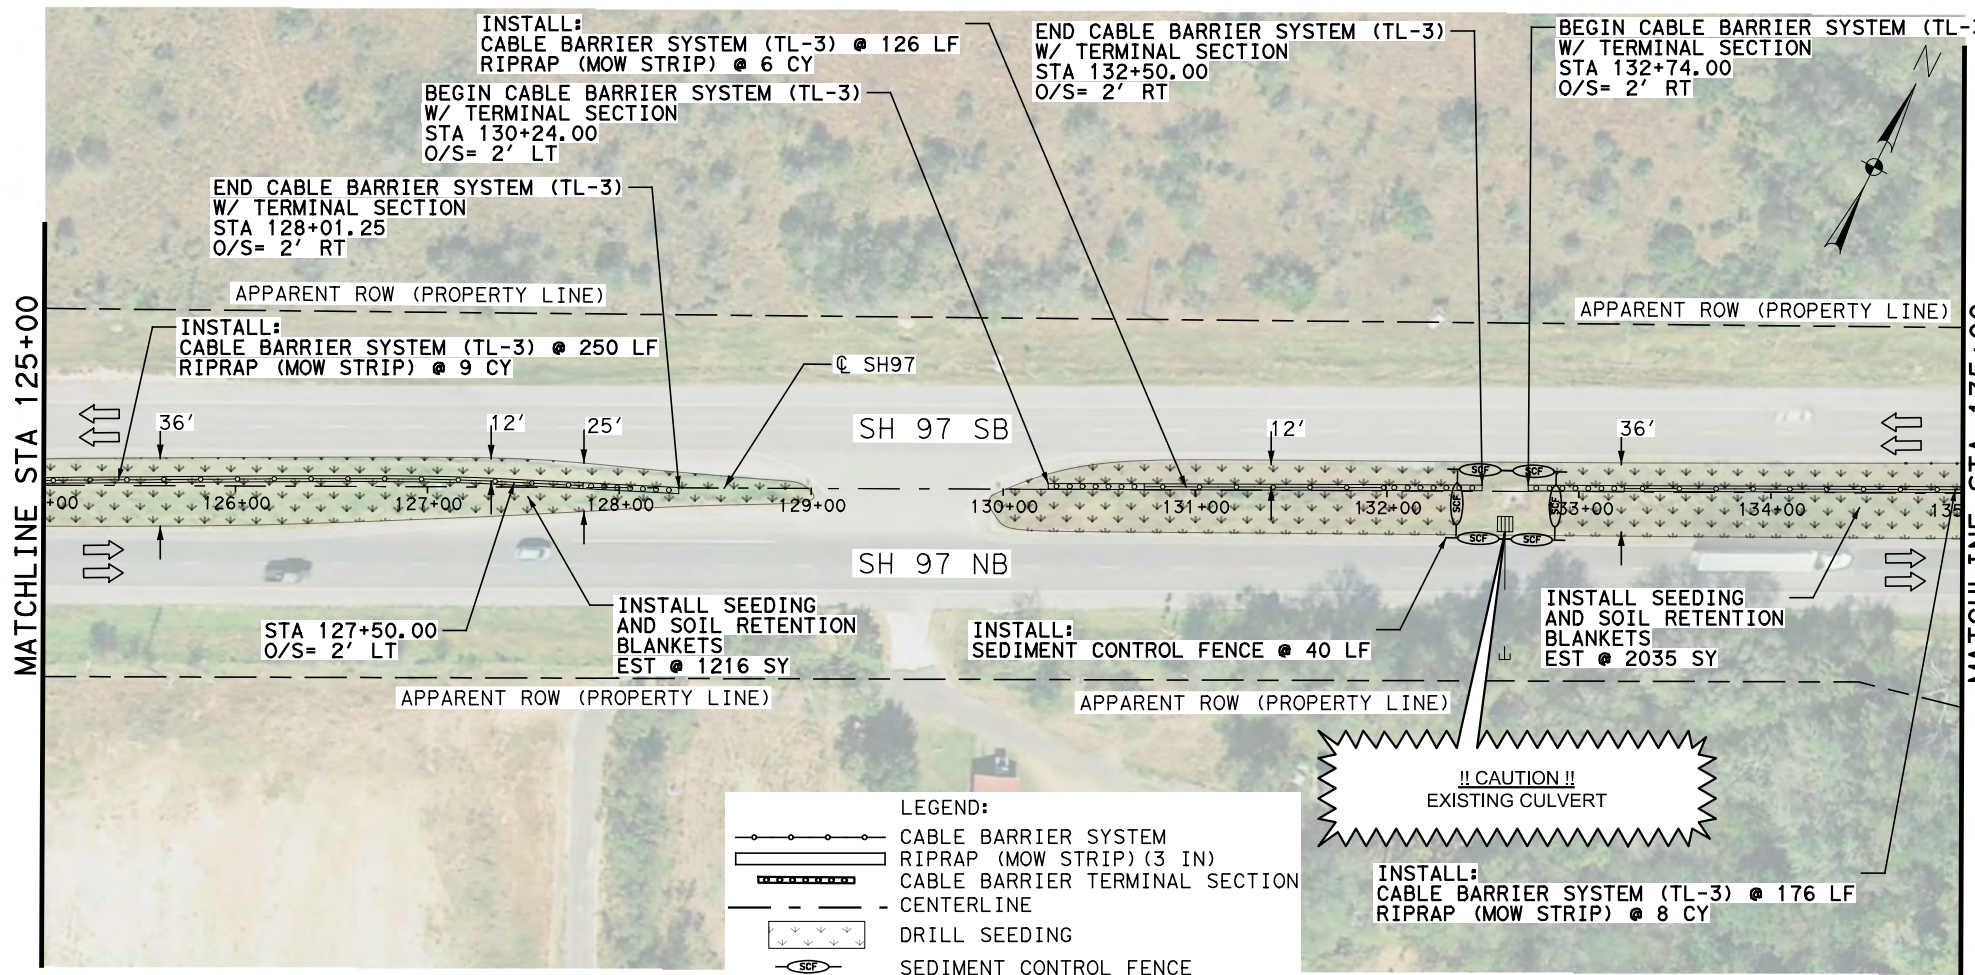 INSTALL:
CABLE BARRIER SYSTEM (TL-3) @ 126 LF
RIPRAP (MOW STRIP) @ 6 CY
BEGIN CABLE BARRIER SYSTEM (TL-3)
W/ TERMINAL SECTION
STA 130+24.00
O/S= 2' LT
END CABLE BARRIER SYSTEM (TL-3)
W/ TERMINAL SECTION
STA 128+01.25
O/S= 2' RT
END CABLE BARRIER SYSTEM (TL-3)
W/ TERMINAL SECTION
STA 132+50.00
O/S= 2' RT
BEGIN CABLE BARRIER SYSTEM (TL-3
W/ TERMINAL SECTION
STA 132+74.00
O/S= 2' RT
N
APPARENT ROW (PROPERTY LINE)
APPARENT ROW (PROPERTY LINE)
MATCHLINE STA 125+00
INSTALL:
CABLE BARRIER SYSTEM (TL-3) @ 250 LF
RIPRAP (MOW STRIP) @ 9 CY
℄ SH97
36'
12'
25'
SH 97 SB
12'
36'
+00
126+00
127+00
128+00
129+00
130+00
131+00
132+00
133+00
134+00
135
SCF
SCF
SCF
SCF
SCF
SCF
SH 97 NB
STA 127+50.00
O/S= 2' LT
INSTALL SEEDING
AND SOIL RETENTION
BLANKETS
EST @ 1216 SY
INSTALL:
SEDIMENT CONTROL FENCE @ 40 LF
INSTALL SEEDING
AND SOIL RETENTION
BLANKETS
EST @ 2035 SY
APPARENT ROW (PROPERTY LINE)
APPARENT ROW (PROPERTY LINE)
!! CAUTION !!
EXISTING CULVERT
INSTALL:
CABLE BARRIER SYSTEM (TL-3) @ 176 LF
RIPRAP (MOW STRIP) @ 8 CY
LEGEND:
CABLE BARRIER SYSTEM
RIPRAP (MOW STRIP)(3 IN)
CABLE BARRIER TERMINAL SECTION
CENTERLINE
DRILL SEEDING
SCF
SEDIMENT CONTROL FENCE